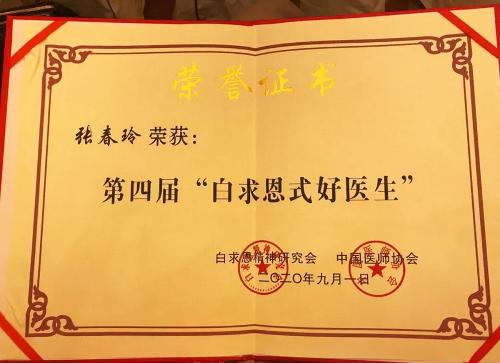 荣誉证书
张春玲 荣获：
第四届“白求恩式好医生”
白求恩精神研究会 中国医师协会
二〇二〇年九月一日